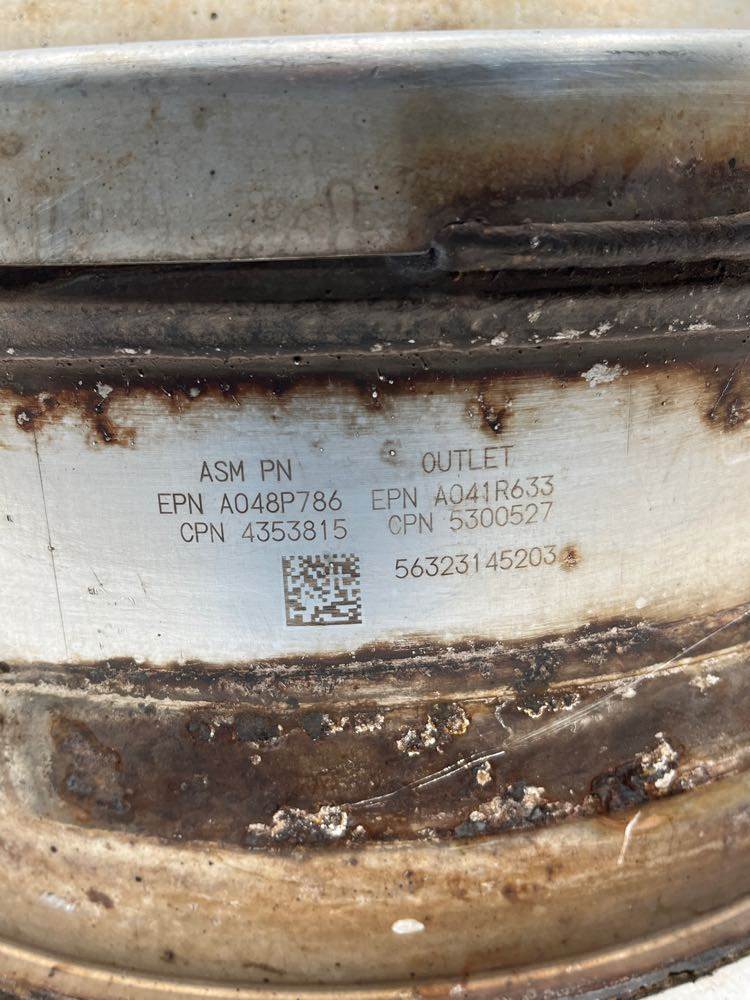 ASM PN
EPN A048P786
CPN 4353815
OUTLET
EPN A041R633
CPN 5300527
56323145203